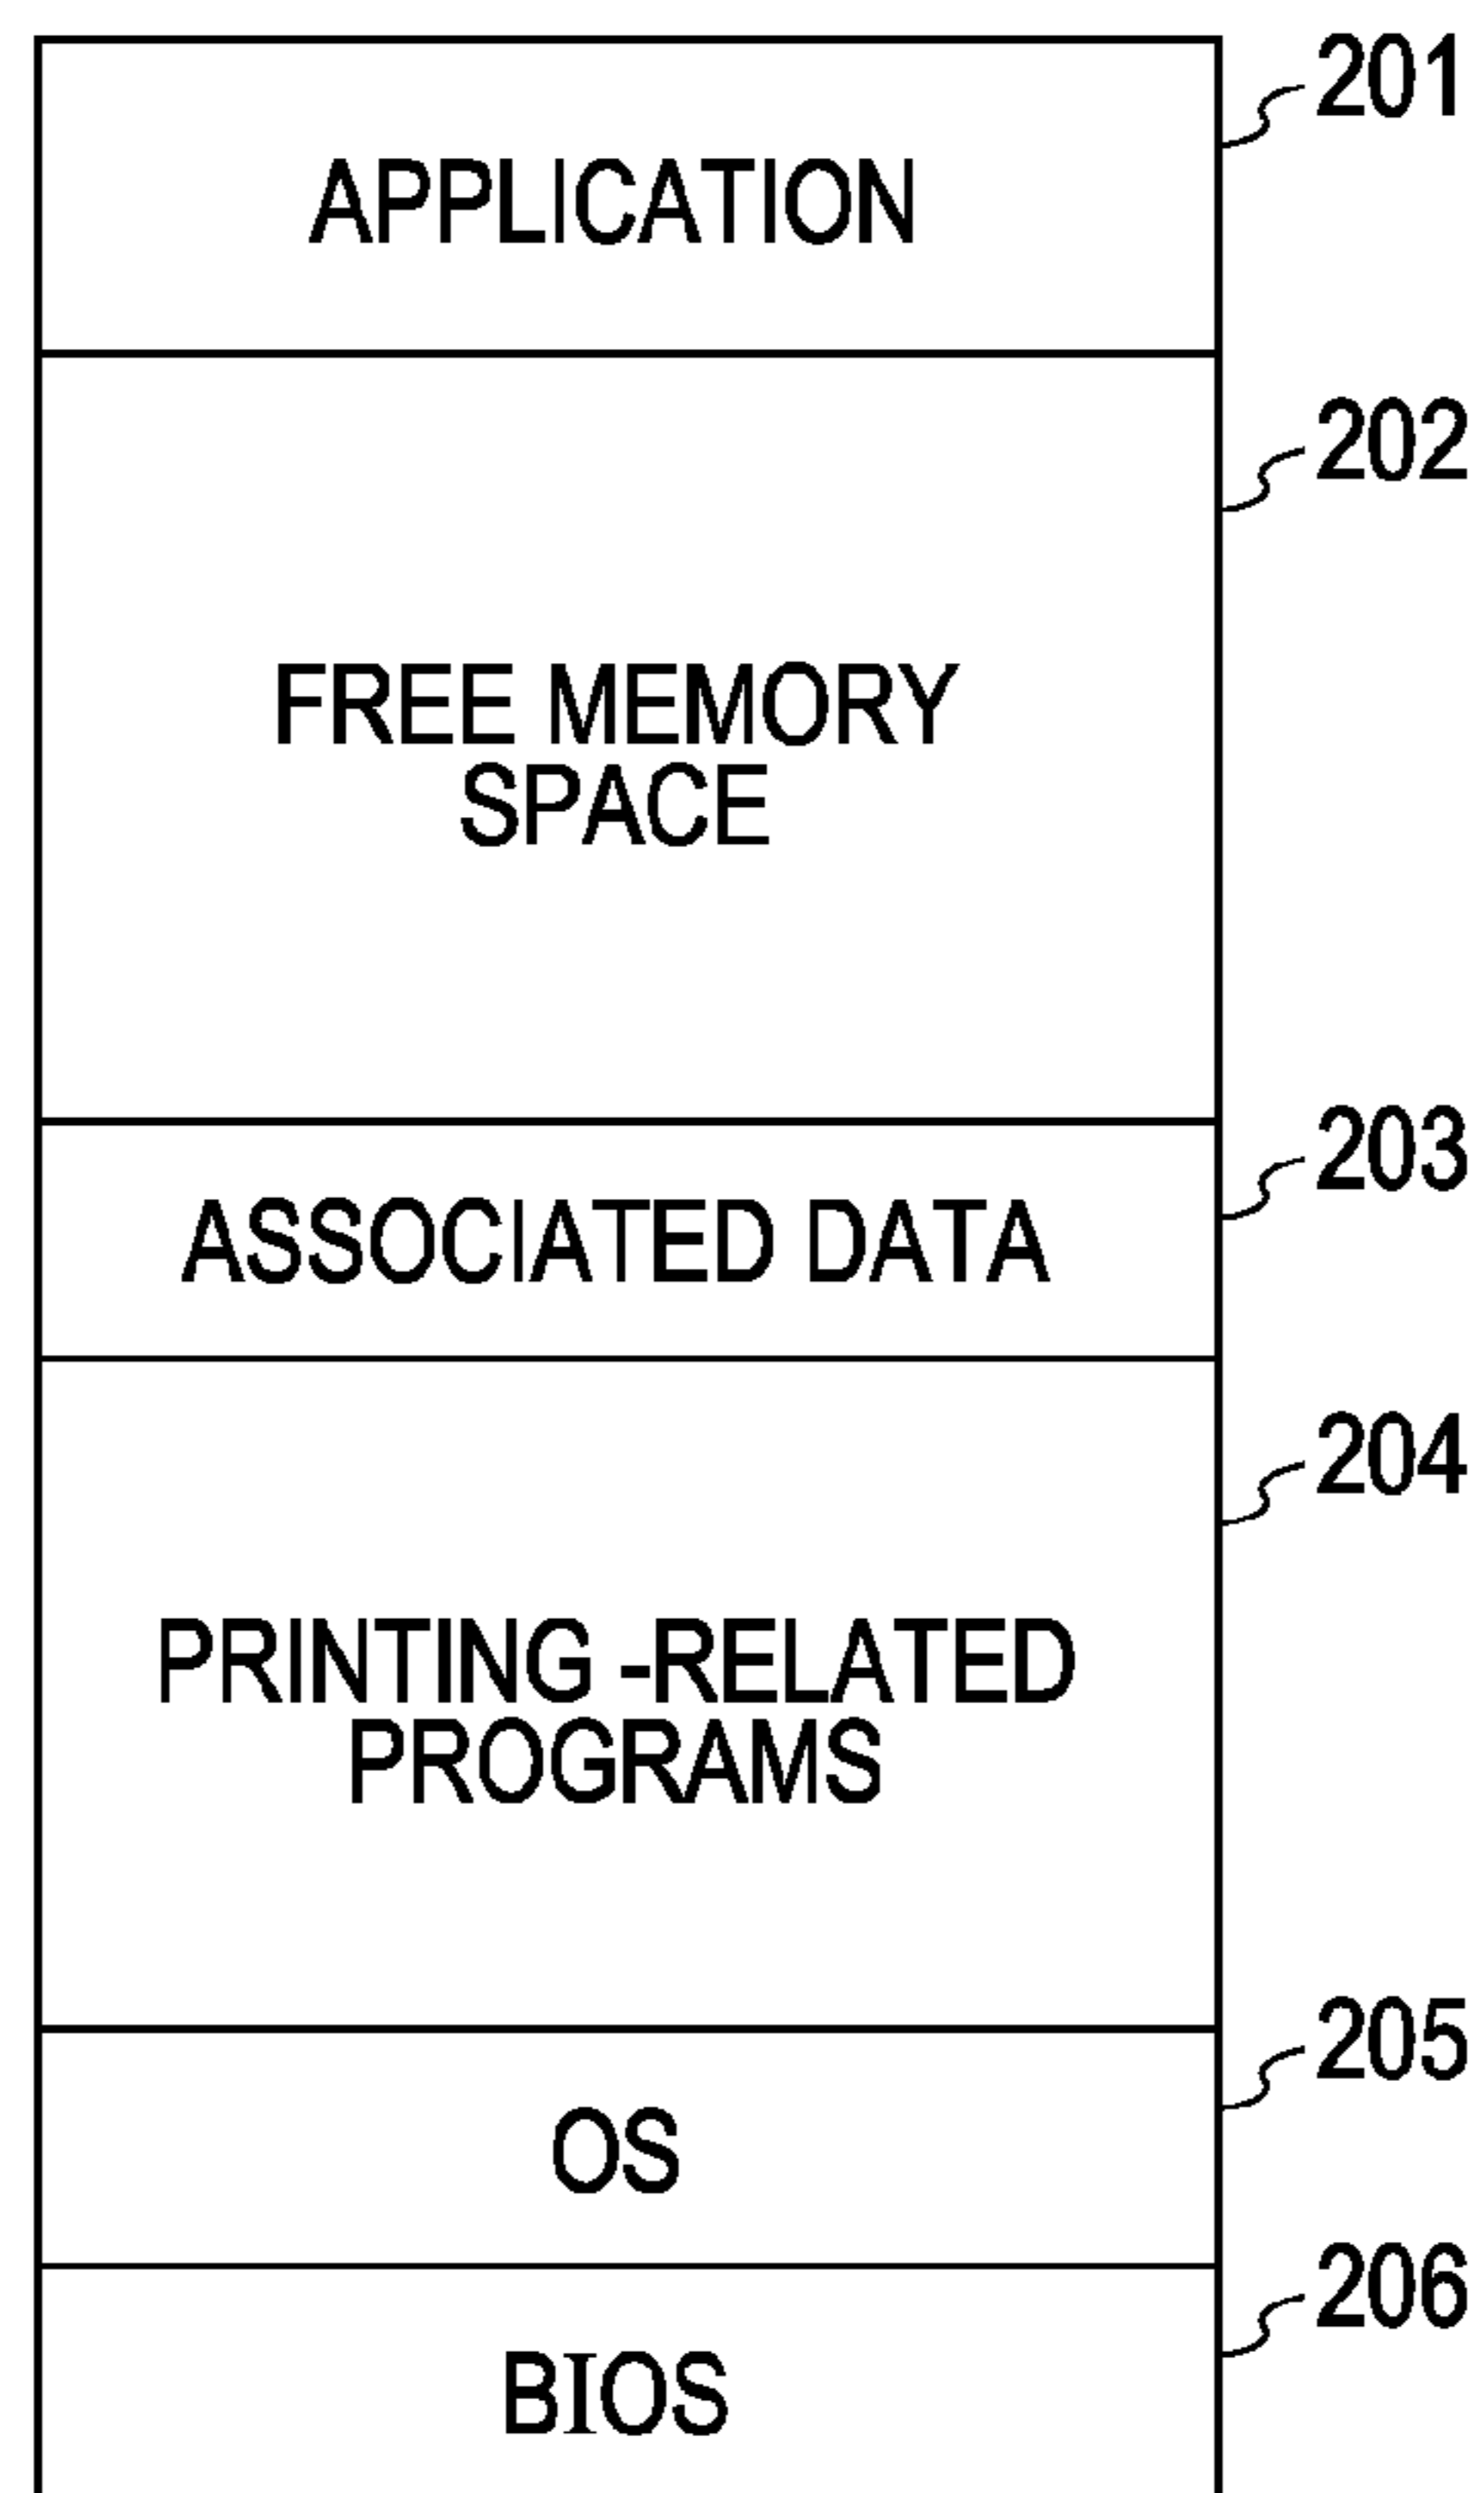 201
APPLICATION
202
FREE MEMORY
SPACE
203
ASSOCIATED DATA
204
PRINTING -RELATED
PROGRAMS
205
OS
206
BIOS